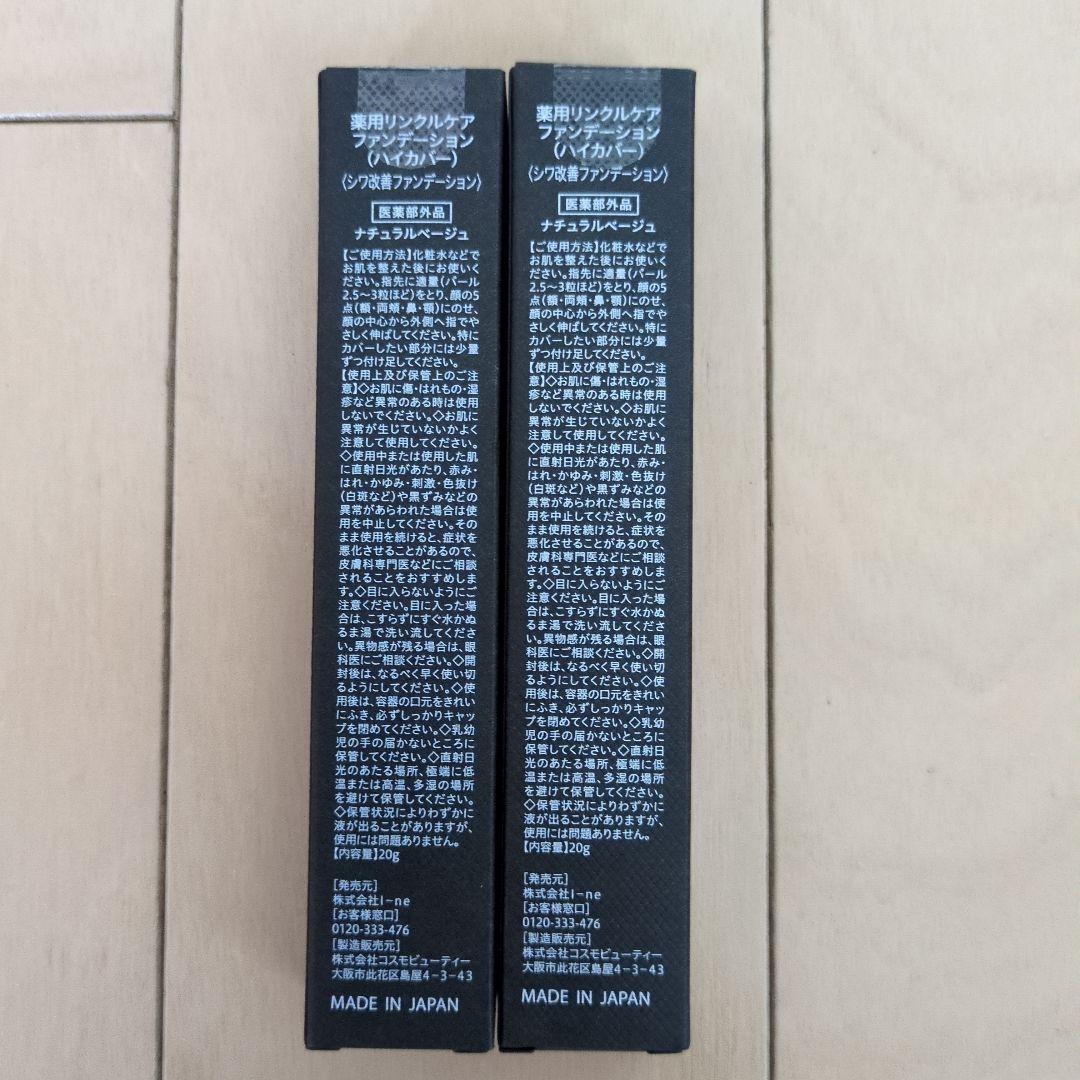 薬用リンクルケア
ファンデーション
(ハイカバー)
〈シワ改善ファンデーション〉
医薬部外品
ナチュラルベージュ
【ご使用方法】化粧水などで
お肌を整えた後にお使いく
ださい。指先に適量(パール
2.5〜3粒ほど)をとり、顔の5
点(額・両頬・鼻・顎)にのせ、
顔の中心から外側へ指でや
さしく伸ばしてください。特に
カバーしたい部分には少量
ずつ付け足してください。
【使用上及び保管上のご注
意】◇お肌に傷・はれもの・湿
疹など異常のある時は使用
しないでください。◇お肌に
異常が生じていないかよく
注意して使用してください。
◇使用中または使用した肌
に直射日光があたり、赤み・
はれ・かゆみ・刺激・色抜け
(白斑など)や黒ずみなどの
異常があらわれた場合は使
用を中止してください。その
まま使用を続けると、症状を
悪化させることがあるので、
皮膚科専門医などにご相談
されることをおすすめしま
す。◇目に入らないようにご
注意ください。目に入った場
合は、こすらずにすぐ水かぬ
るま湯で洗い流してくださ
い。異物感が残る場合は、眼
科医にご相談ください。◇開
封後は、なるべく早く使い切
るようにしてください。◇使
用後は、容器の口元をきれい
にふき、必ずしっかりキャッ
プを閉めてください。◇乳幼
児の手の届かないところに
保管してください。◇直射日
光のあたる場所、極端に低
温または高温、多湿の場所
を避けて保管してください。
◇保管状況によりわずかに
液が出ることがありますが、
使用には問題ありません。
【内容量】20g
[発売元]
株式会社I-ne
[お客様窓口]
0120-333-476
[製造販売元]
株式会社コスモビューティー
大阪市此花区島屋4-3-43
MADE IN JAPAN
薬用リンクルケア
ファンデーション
(ハイカバー)
〈シワ改善ファンデーション〉
医薬部外品
ナチュラルベージュ
【ご使用方法】化粧水などで
お肌を整えた後にお使いく
ださい。指先に適量(パール
2.5〜3粒ほど)をとり、顔の5
点(額・両頬・鼻・顎)にのせ、
顔の中心から外側へ指でや
さしく伸ばしてください。特に
カバーしたい部分には少量
ずつ付け足してください。
【使用上及び保管上のご注
意】◇お肌に傷・はれもの・湿
疹など異常のある時は使用
しないでください。◇お肌に
異常が生じていないかよく
注意して使用してください。
◇使用中または使用した肌
に直射日光があたり、赤み・
はれ・かゆみ・刺激・色抜け
(白斑など)や黒ずみなどの
異常があらわれた場合は使
用を中止してください。その
まま使用を続けると、症状を
悪化させることがあるので、
皮膚科専門医などにご相談
されることをおすすめしま
す。◇目に入らないようにご
注意ください。目に入った場
合は、こすらずにすぐ水かぬ
るま湯で洗い流してくださ
い。異物感が残る場合は、眼
科医にご相談ください。◇開
封後は、なるべく早く使い切
るようにしてください。◇使
用後は、容器の口元をきれい
にふき、必ずしっかりキャッ
プを閉めてください。◇乳幼
児の手の届かないところに
保管してください。◇直射日
光のあたる場所、極端に低
温または高温、多湿の場所
を避けて保管してください。
◇保管状況によりわずかに
液が出ることがありますが、
使用には問題ありません。
【内容量】20g
[発売元]
株式会社I-ne
[お客様窓口]
0120-333-476
[製造販売元]
株式会社コスモビューティー
大阪市此花区島屋4-3-43
MADE IN JAPAN